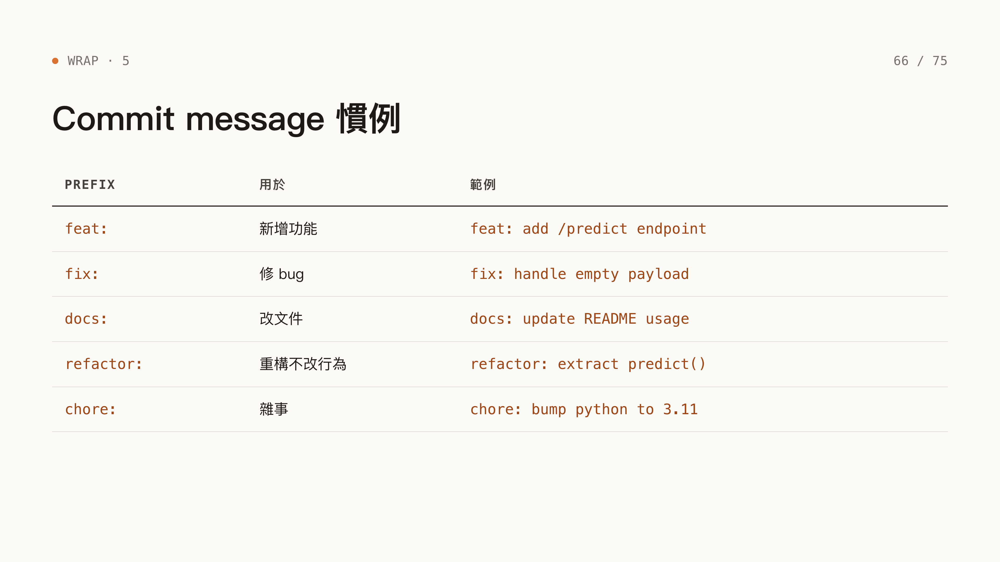 WRAP · 5
66 / 75
Commit message 慣例
PREFIX 用於 範例
feat: 新增功能 feat: add /predict endpoint
fix: 修 bug fix: handle empty payload
docs: 改文件 docs: update README usage
refactor: 重構不改行為 refactor: extract predict()
chore: 雜事 chore: bump python to 3.11